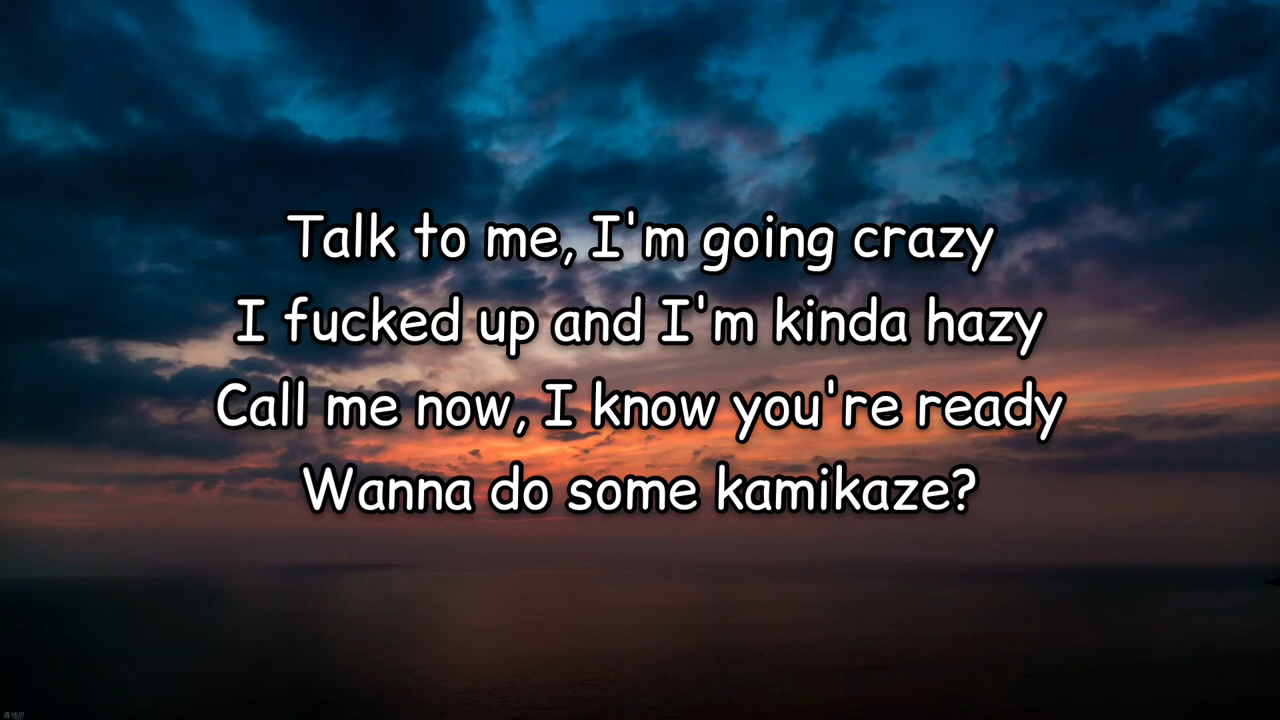 Talk to me, I'm going crazy
I fucked up and I'm kinda hazy
Call me now, I know you're ready
Wanna do some kamikaze?